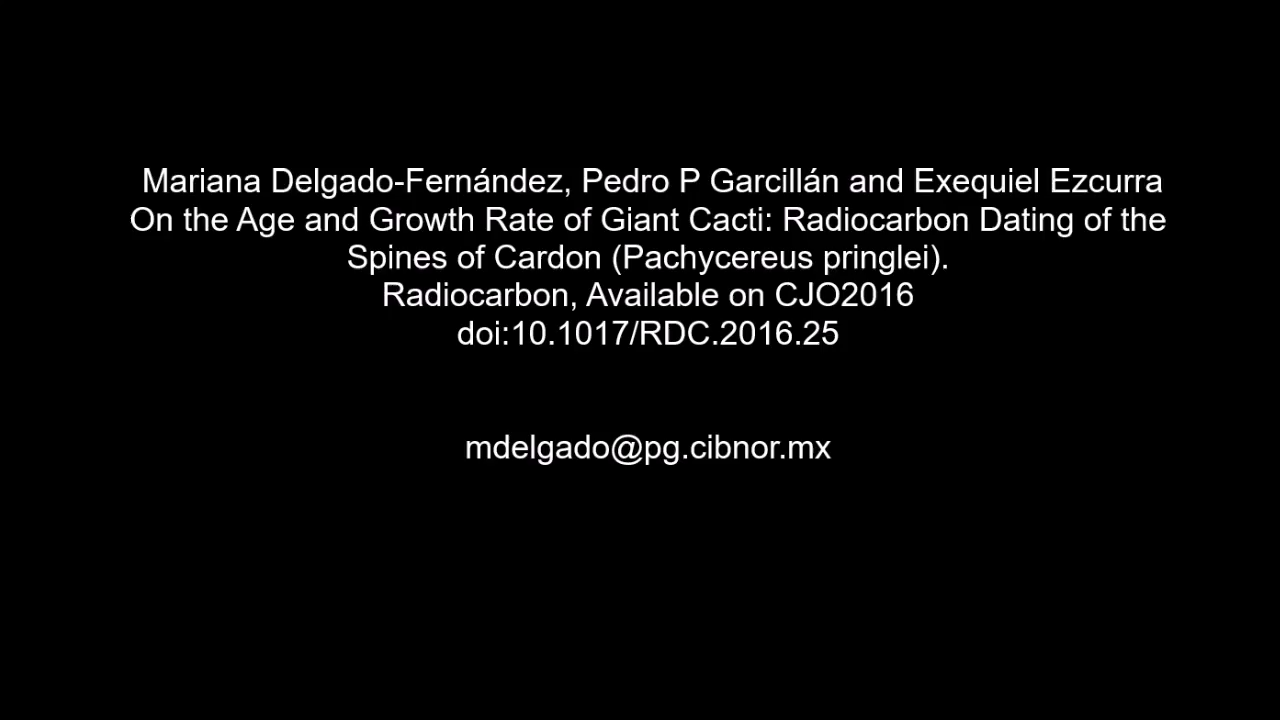 Mariana Delgado-Fernández, Pedro P Garcillán and Exequiel Ezcurra
On the Age and Growth Rate of Giant Cacti: Radiocarbon Dating of the
Spines of Cardon (Pachycereus pringlei).
Radiocarbon, Available on CJO2016
doi:10.1017/RDC.2016.25
mdelgado@pg.cibnor.mx